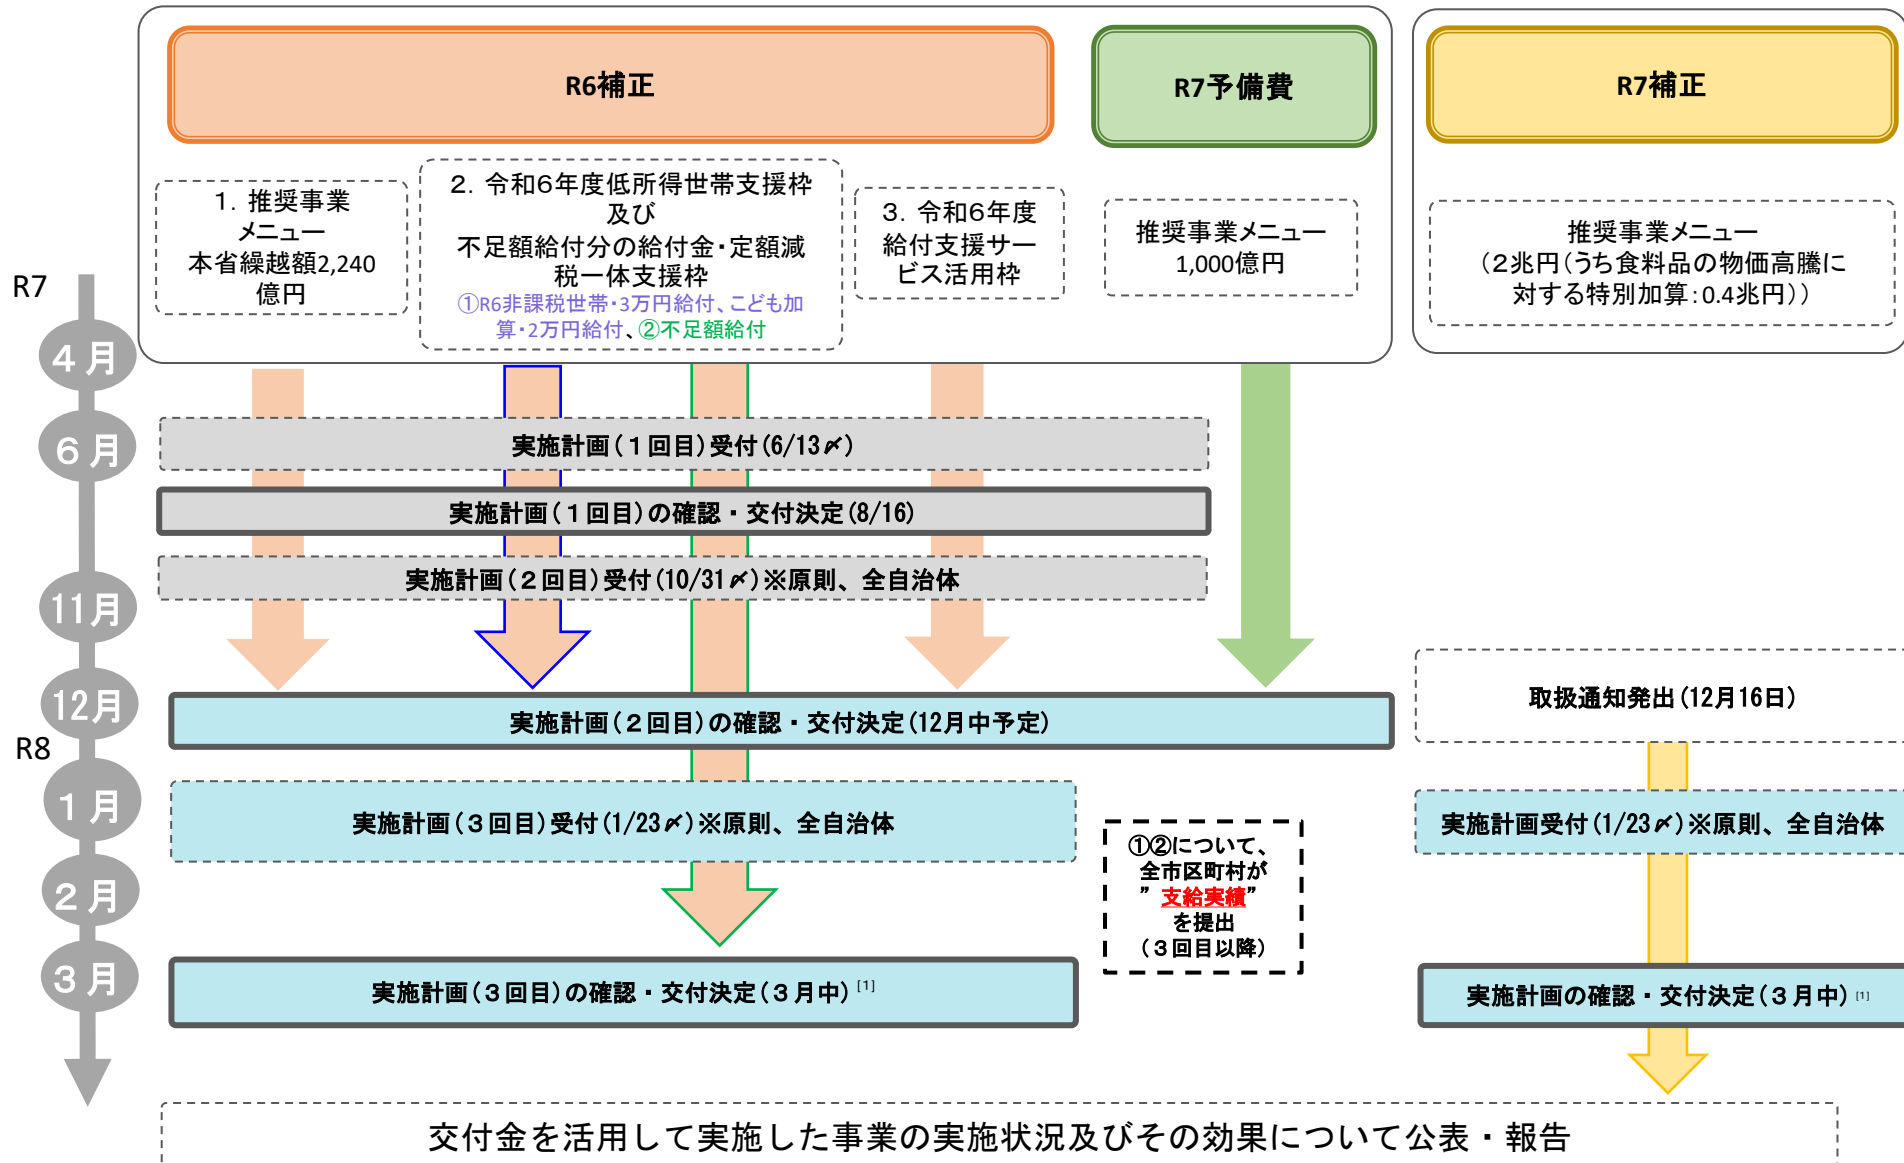 R6補正
R7予備費
R7補正
1．推奨事業
メニュー
本省繰越額2,240
億円
2．令和6年度低所得世帯支援枠
及び
不足額給付分の給付金・定額減
税一体支援枠
①R6非課税世帯・3万円給付、こども加
算・2万円給付、②不足額給付
3．令和6年度
給付支援サー
ビス活用枠
推奨事業メニュー
1,000億円
推奨事業メニュー
（2兆円（うち食料品の物価高騰に
対する特別加算：0.4兆円））
R7
4月
6月
11月
12月
R8
1月
2月
3月
実施計画（1回目）受付（6/13〆）
実施計画（1回目）の確認・交付決定（8/16）
実施計画（2回目）受付（10/31〆）※原則、全自治体
実施計画（2回目）の確認・交付決定（12月中予定）
取扱通知発出（12月16日）
実施計画（3回目）受付（1/23〆）※原則、全自治体
①②について、
全市区町村が
”支給実績”
を提出
（3回目以降）
実施計画受付（1/23〆）※原則、全自治体
実施計画（3回目）の確認・交付決定（3月中）[1]
実施計画の確認・交付決定（3月中）[1]
交付金を活用して実施した事業の実施状況及びその効果について公表・報告